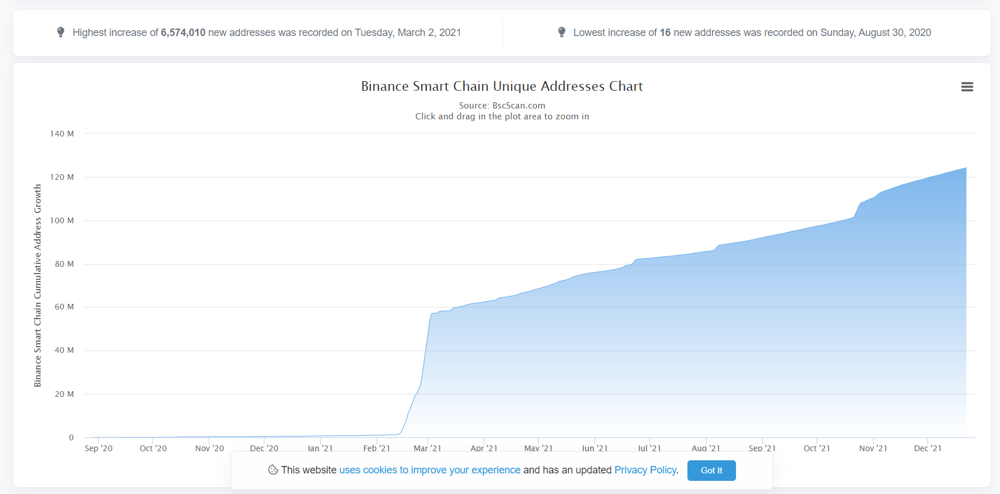 Highest increase of 6,574,010 new addresses was recorded on Tuesday, March 2, 2021
Lowest increase of 16 new addresses was recorded on Sunday, August 30, 2020
Binance Smart Chain Unique Addresses Chart
Source: BscScan.com
Click and drag in the plot area to zoom in
Binance Smart Chain Cumulative Address Growth
140 M
120 M
100 M
80 M
60 M
40 M
20 M
0
Sep '20 Oct '20 Nov '20 Dec '20 Jan '21 Feb '21 Mar '21 Apr '21 May '21 Jun '21 Jul '21 Aug '21 Sep '21 Oct '21 Nov '21 Dec '21
This website uses cookies to improve your experience and has an updated Privacy Policy. Got It